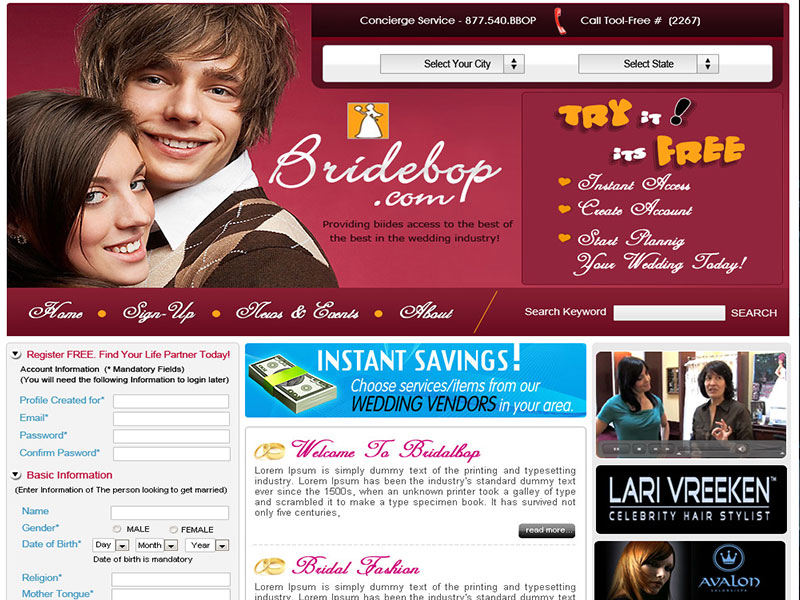 Concierge Service - 877.540.BBOP
Call Tool-Free # (2267)
Select Your City
Select State
TRY it !
its FREE
Instant Access
Create Account
Start Plannig
Your Wedding Today!
Bridebop
.com
Providing biides access to the best of
the best in the wedding industry!
Home • Sign-Up • News & Events • About
Search Keyword
SEARCH
Register FREE. Find Your Life Partner Today!
Account Information (* Mandatory Fields)
(You will need the following Information to login later)
Profile Created for*
Email*
Password*
Confirm Pasword*
Basic Information
(Enter Information of The person looking to get married)
Name
Gender*
MALE
FEMALE
Date of Birth*
Day
Month
Year
Date of birth is mandatory
Religion*
Mother Tongue*
INSTANT SAVINGS!
Choose services/items from our
WEDDING VENDORS in your area.
Welcome To Bridalbop
Lorem Ipsum is simply dummy text of the printing and typesetting
industry. Lorem Ipsum has been the industry's standard dummy text
ever since the 1500s, when an unknown printer took a galley of type
and scrambled it to make a type specimen book. It has survived not
only five centuries,
read more...
Bridal Fashion
Lorem Ipsum is simply dummy text of the printing and typesetting
industry. Lorem Ipsum has been the industry's standard dummy text
LARI VREEKEN™
CELEBRITY HAIR STYLIST
AVALON
SALON/SPA